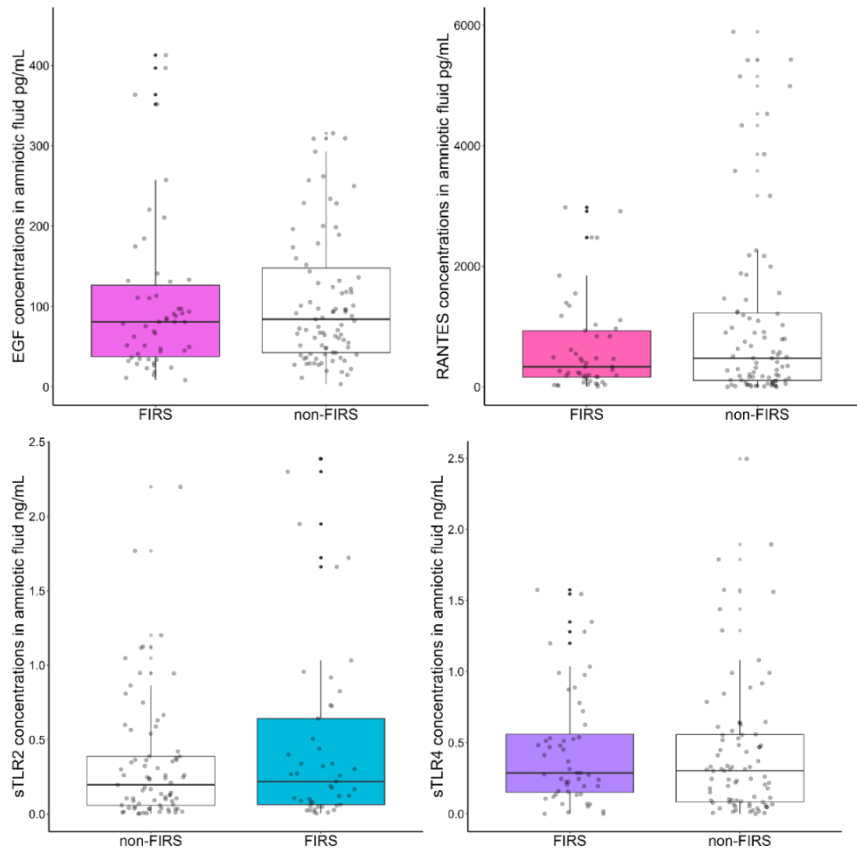 EGF concentrations in amniotic fluid pg/mL
400
300
200
100
0
FIRS non-FIRS
RANTES concentrations in amniotic fluid pg/mL
6000
4000
2000
0
FIRS non-FIRS
sTLR2 concentrations in amniotic fluid ng/mL
2.5
2.0
1.5
1.0
0.5
0.0
non-FIRS FIRS
sTLR4 concentrations in amniotic fluid ng/mL
2.5
2.0
1.5
1.0
0.5
0.0
FIRS non-FIRS